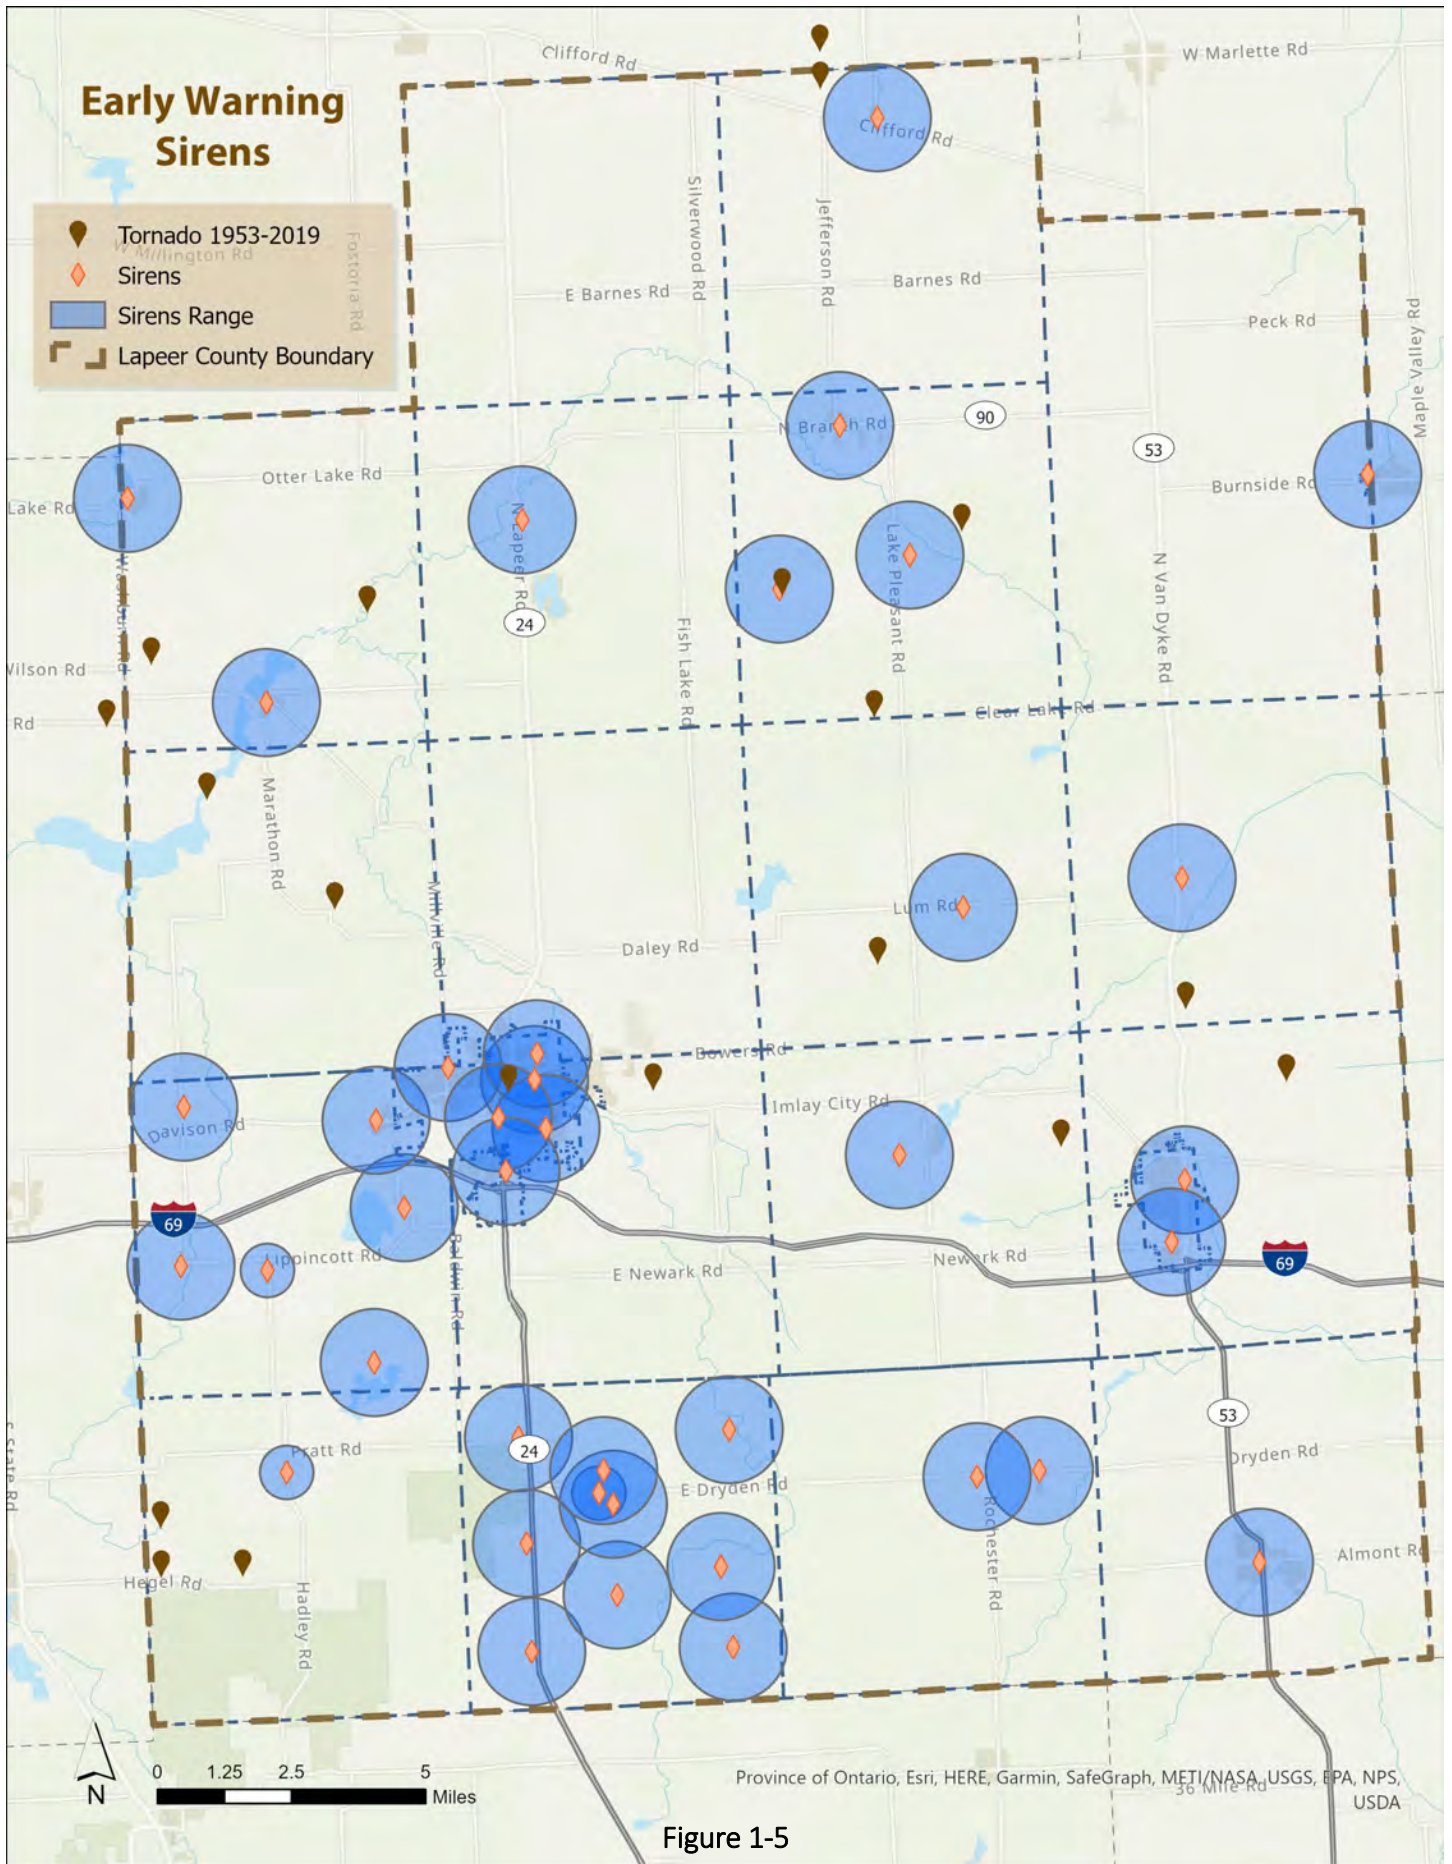 Clifford Rd
W Marlette Rd
Early Warning
Sirens
Clifford Rd
Tornado 1953-2019
W Millington Rd
Sirens
Sirens Range
Lapeer County Boundary
Fostoria Rd
Silverwood Rd
Jefferson Rd
E Barnes Rd
Barnes Rd
Peck Rd
Maple Valley Rd
N Branch Rd
90
53
Otter Lake Rd
Burnside Rd
Lake Rd
N Lapeer Rd
Lake Pleasant Rd
N Van Dyke Rd
Washburn Rd
24
Fish Lake Rd
Wilson Rd
Rd
Clear Lake Rd
Marathon Rd
Millville Rd
Lum Rd
Daley Rd
Bowers Rd
Imlay City Rd
Davison Rd
69
Lippincott Rd
Baldwin Rd
E Newark Rd
Newark Rd
69
53
Pratt Rd
24
Dryden Rd
E Dryden Rd
E State Rd
Rochester Rd
Almont Rd
Hegel Rd
Hadley Rd
N
0 1.25 2.5 5
Miles
Province of Ontario, Esri, HERE, Garmin, SafeGraph, METI/NASA, USGS, EPA, NPS,
USDA
36 Mile Rd
Figure 1-5